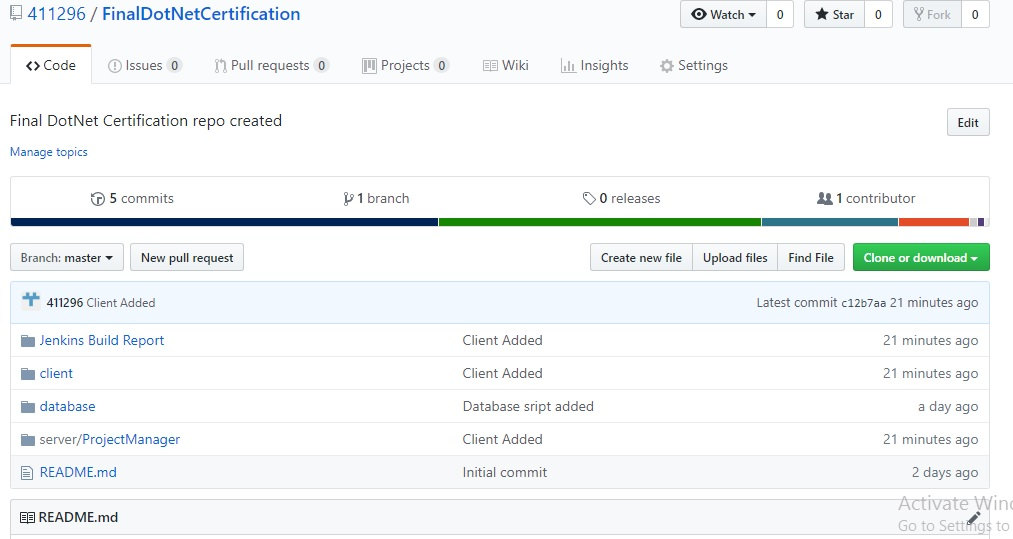 411296 / FinalDotNetCertification Watch 0 Star 0 Fork 0
Code Issues 0 Pull requests 0 Projects 0 Wiki Insights Settings
Final DotNet Certification repo created Edit
Manage topics
5 commits 1 branch 0 releases 1 contributor
Branch: master New pull request Create new file Upload files Find File Clone or download
411296 Client Added Latest commit c12b7aa 21 minutes ago
Jenkins Build Report Client Added 21 minutes ago
client Client Added 21 minutes ago
database Database sript added a day ago
server/ProjectManager Client Added 21 minutes ago
README.md Initial commit 2 days ago
README.md
Activate Wind
Go to Settings to